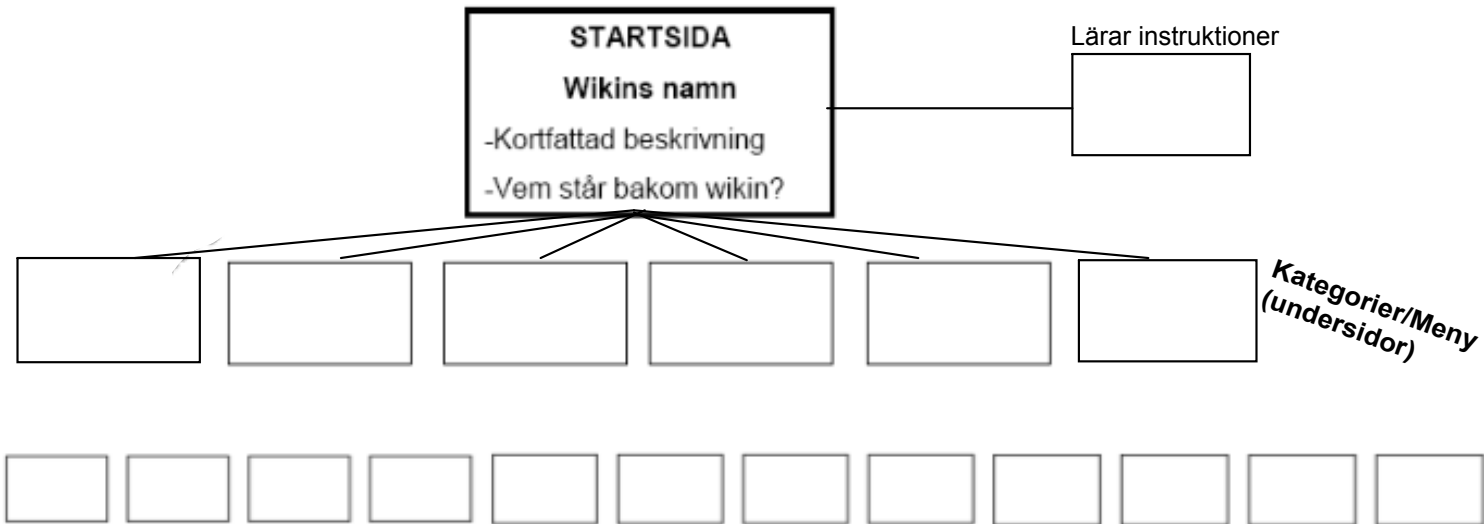 STARTSIDA
Wikins namn
-Kortfattad beskrivning
-Vem står bakom wikin?
Lärar instruktioner
Kategorier/Meny
(undersidor)